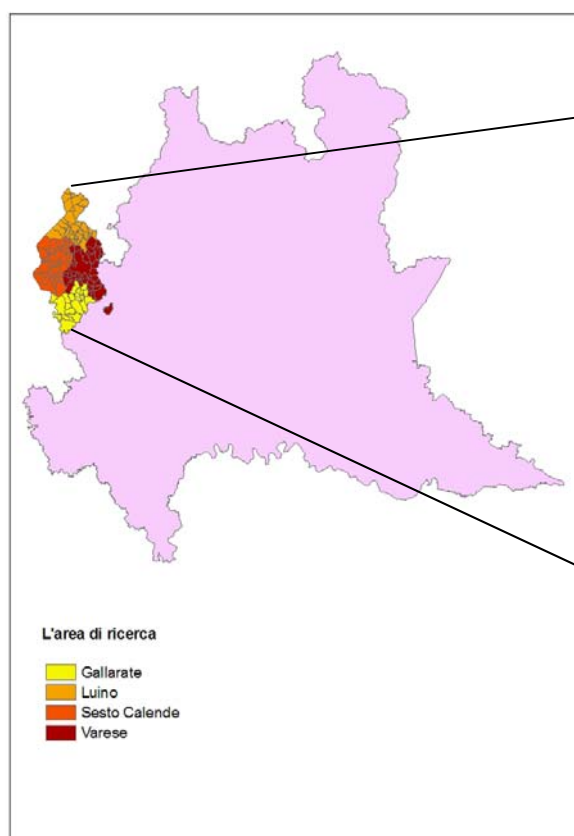 L'area di ricerca
Gallarate
Luino
Sesto Calende
Varese